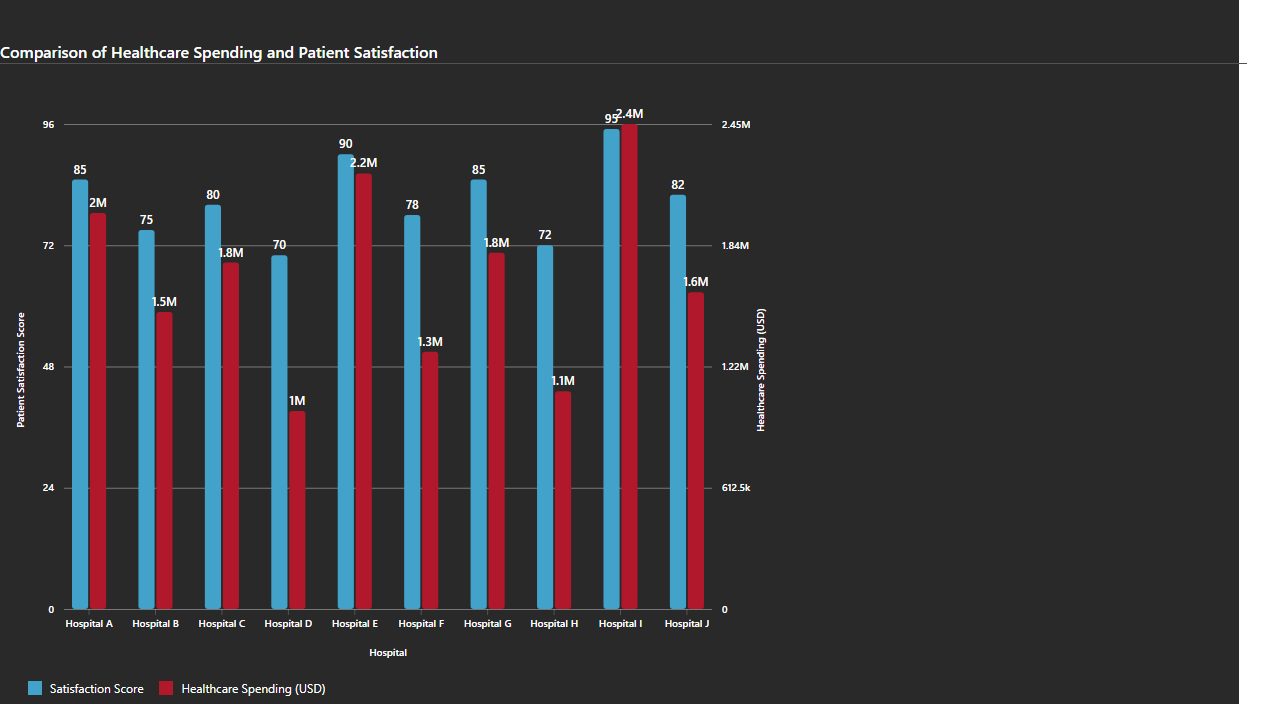 Comparison of Healthcare Spending and Patient Satisfaction
96
72
48
24
0
Patient Satisfaction Score
2.45M
1.84M
1.22M
612.5k
0
Healthcare Spending (USD)
85
2M
75
1.5M
80
1.8M
70
1M
90
2.2M
78
1.3M
85
1.8M
72
1.1M
95
2.4M
82
1.6M
Hospital A Hospital B Hospital C Hospital D Hospital E Hospital F Hospital G Hospital H Hospital I Hospital J
Hospital
Satisfaction Score Healthcare Spending (USD)